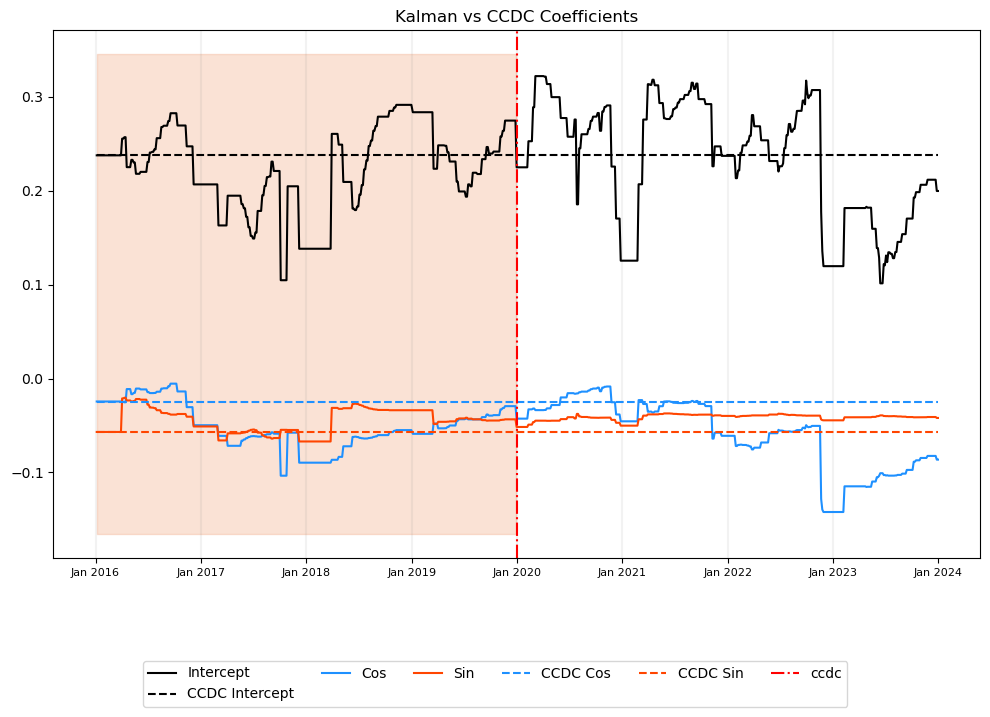 Kalman vs CCDC Coefficients
0.3
0.2
0.1
0.0
−0.1
Jan 2016 Jan 2017 Jan 2018 Jan 2019 Jan 2020 Jan 2021 Jan 2022 Jan 2023 Jan 2024
Intercept Cos Sin CCDC Cos CCDC Sin ccdc
CCDC Intercept